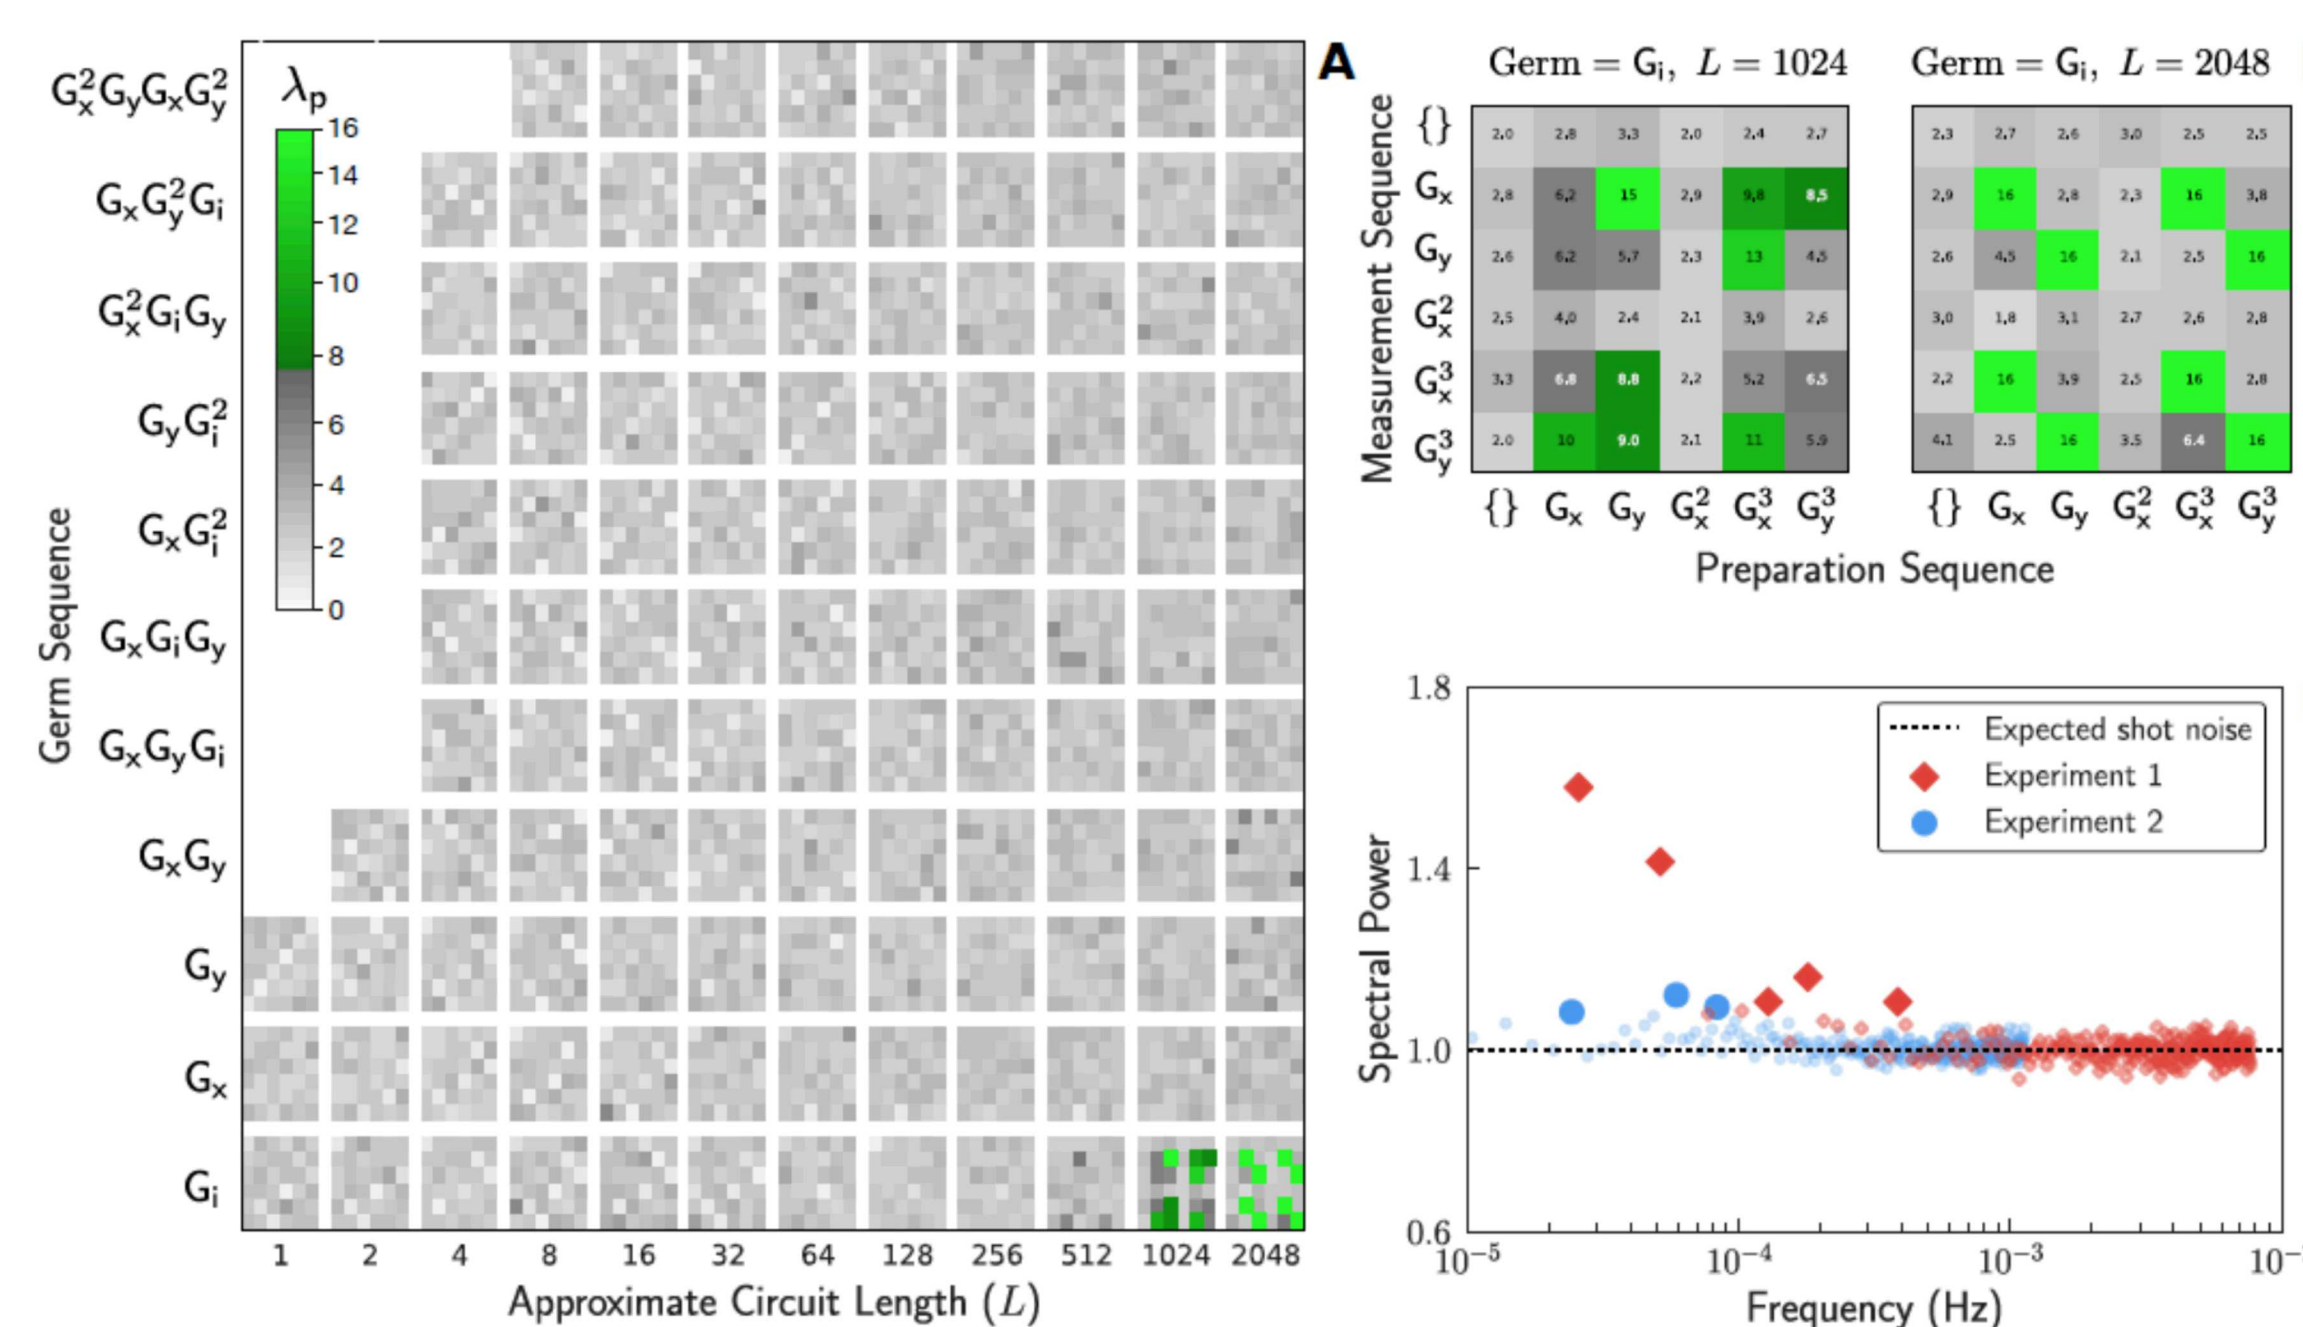 G_x^2G_yG_xG_y^2
G_xG_y^2G_i
G_x^2G_iG_y
G_yG_i^2
G_xG_i^2
G_xG_iG_y
G_xG_yG_i
G_xG_y
G_y
G_x
G_i
Germ Sequence
λ_p
16
14
12
10
8
6
4
2
0
1 2 4 8 16 32 64 128 256 512 1024 2048
Approximate Circuit Length (L)
A
Germ = G_i, L = 1024
Measurement Sequence
{} 2.0 2.8 3.3 2.0 2.4 2.7
G_x 2.8 6.2 15 2.9 9.8 8.5
G_y 2.6 6.2 5.7 2.3 13 4.5
G_x^2 2.5 4.0 2.4 2.1 3.9 2.6
G_x^3 3.3 6.8 8.8 2.2 5.2 6.5
G_y^3 2.0 10 9.0 2.1 11 5.9
{} G_x G_y G_x^2 G_x^3 G_y^3
Germ = G_i, L = 2048
2.3 2.7 2.6 3.0 2.5 2.5
2.9 16 2.8 2.3 16 3.8
2.6 4.5 16 2.1 2.5 16
3.0 1.8 3.1 2.7 2.6 2.8
2.2 16 3.9 2.5 16 2.8
4.1 2.5 16 3.5 6.4 16
{} G_x G_y G_x^2 G_x^3 G_y^3
Preparation Sequence
Spectral Power
1.8
1.4
1.0
0.6
Expected shot noise
Experiment 1
Experiment 2
10^{-5} 10^{-4} 10^{-3}
Frequency (Hz)